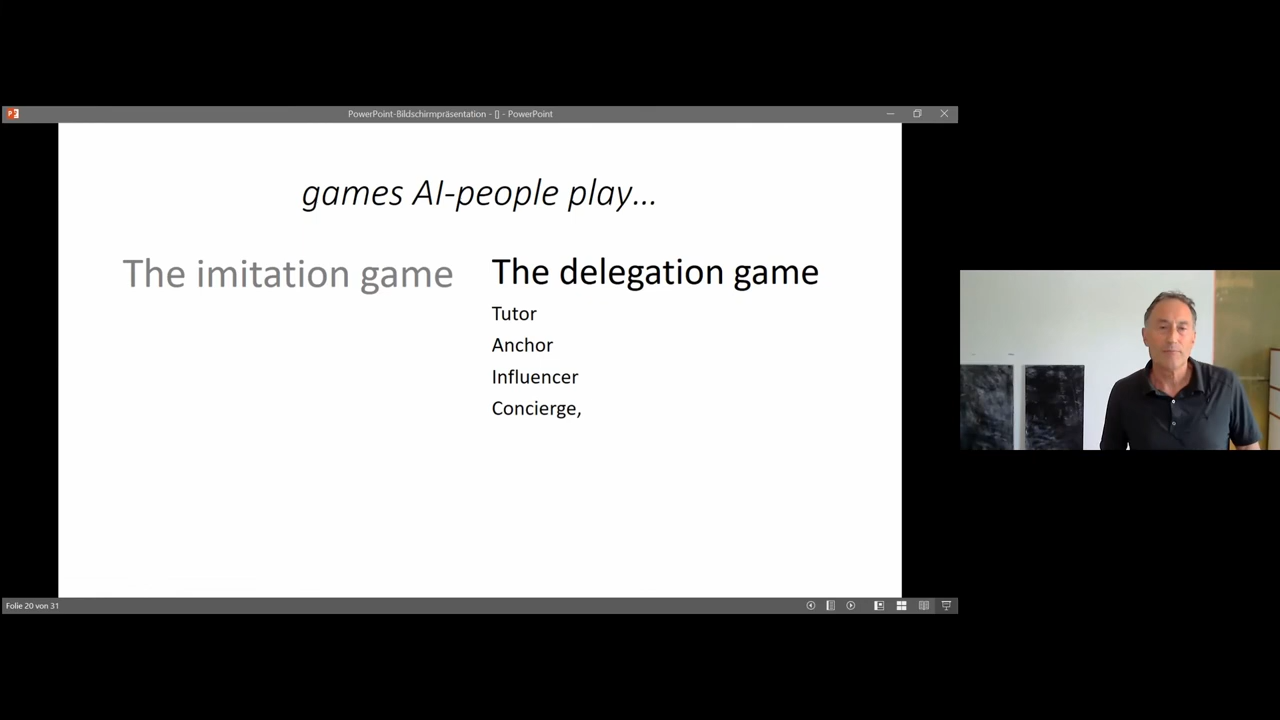 PowerPoint-Bildschirmpräsentation - [] - PowerPoint
games AI-people play...
The imitation game
The delegation game
Tutor
Anchor
Influencer
Concierge,
Folie 20 von 31